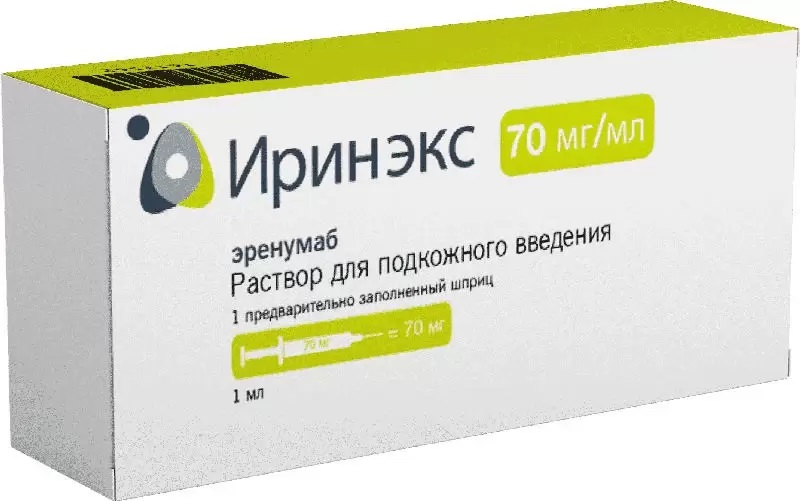 Иринэкс 70 мг/мл
эренумаб
Раствор для подкожного введения
1 предварительно заполненный шприц
70 мг = 70 мг
1 мл